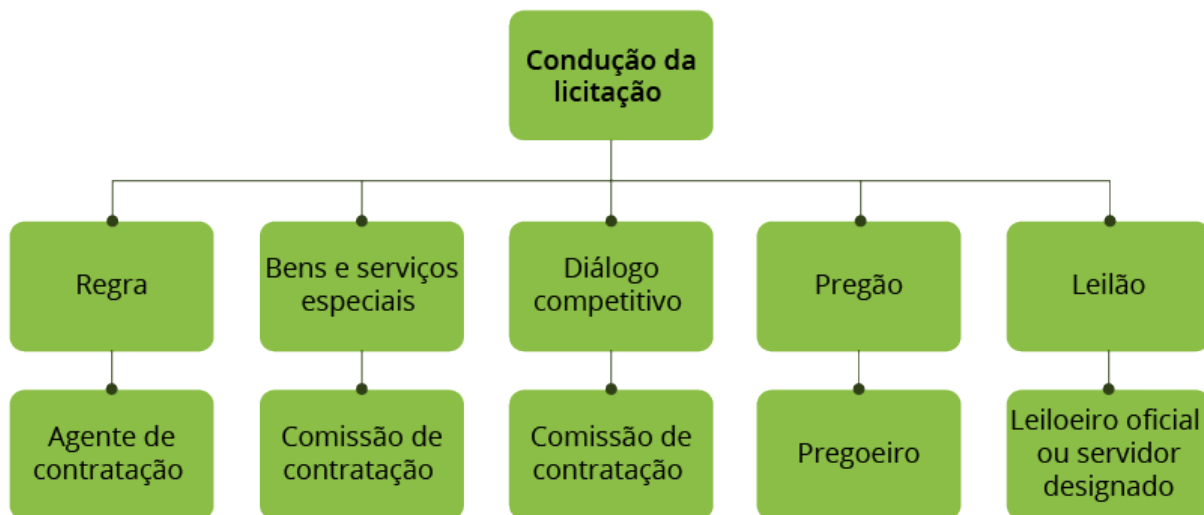 Condução da
licitação
Regra
Bens e serviços
especiais
Diálogo
competitivo
Pregão
Leilão
Agente de
contratação
Comissão de
contratação
Comissão de
contratação
Pregoeiro
Leiloeiro oficial
ou servidor
designado